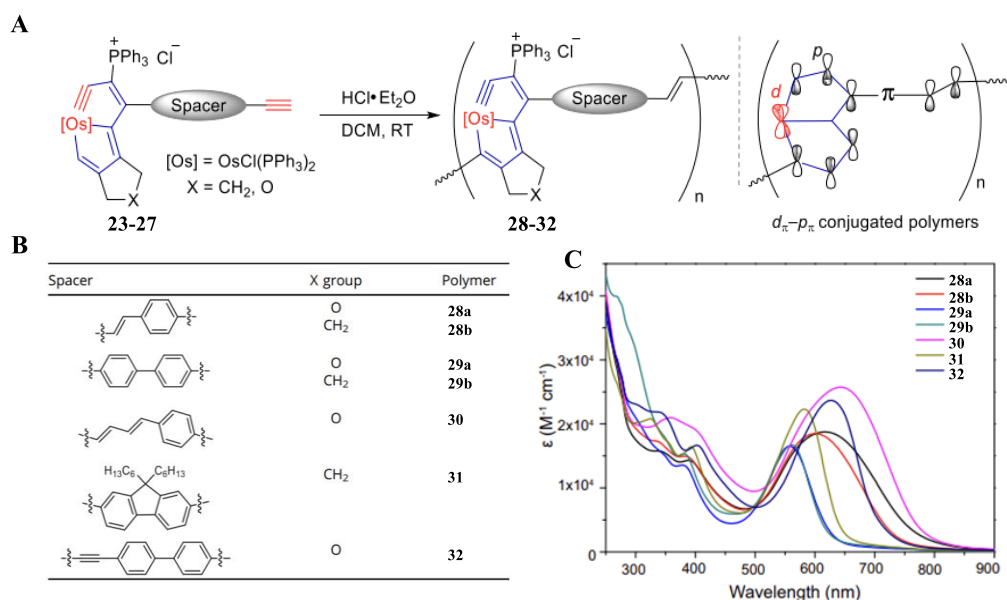 A
+
PPh3 Cl−
Spacer
[Os]
[Os] = OsCl(PPh3)2
X = CH2, O
X
23-27
HCl•Et2O
DCM, RT
+
PPh3 Cl−
Spacer
[Os]
X
n
28-32
p
d
π
n
dπ–pπ conjugated polymers
B
Spacer X group Polymer
O 28a
CH2 28b
O 29a
CH2 29b
O 30
H13C6 C6H13
CH2 31
O 32
C
28a
28b
29a
29b
30
31
32
ε (M-1 cm-1)
5x10⁴
4x10⁴
3x10⁴
2x10⁴
1x10⁴
0
300 400 500 600 700 800 900
Wavelength (nm)